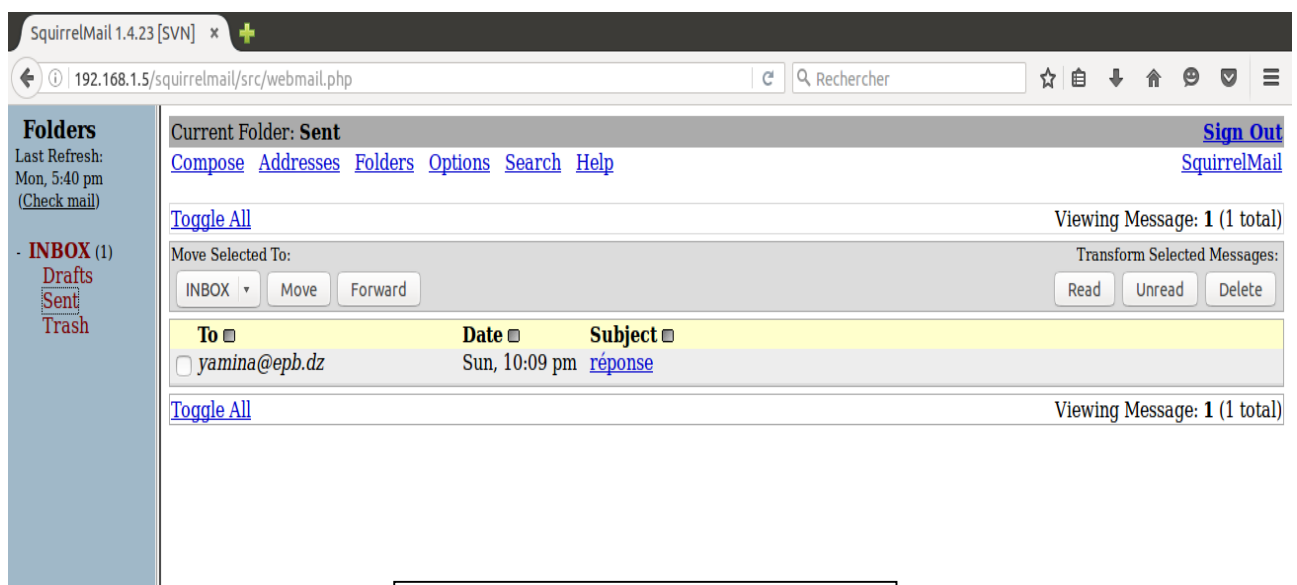 SquirrelMail 1.4.23 [SVN] ×
192.168.1.5/squirrelmail/src/webmail.php Rechercher
Folders
Last Refresh:
Mon, 5:40 pm
(Check mail)
- INBOX (1)
Drafts
Sent
Trash
Current Folder: Sent Sign Out
Compose Addresses Folders Options Search Help SquirrelMail
Toggle All Viewing Message: 1 (1 total)
Move Selected To: Transform Selected Messages:
INBOX Move Forward Read Unread Delete
To Date Subject
yamina@epb.dz Sun, 10:09 pm réponse
Toggle All Viewing Message: 1 (1 total)